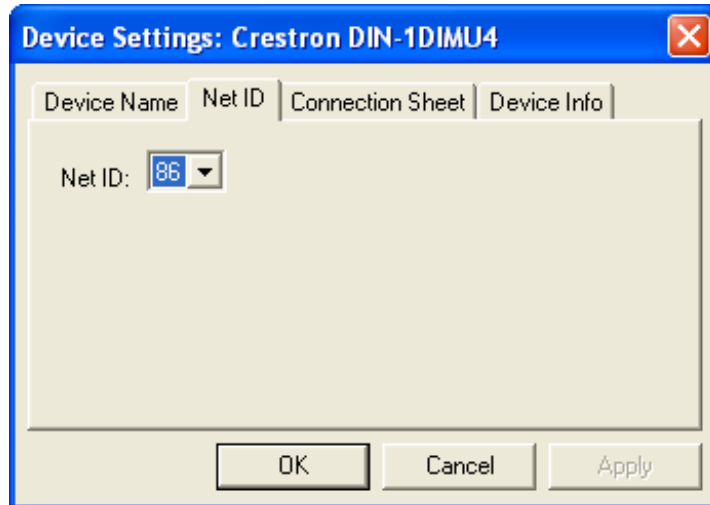 Device Settings: Crestron DIN-1DIMU4
Device Name Net ID Connection Sheet Device Info
Net ID: 86
OK Cancel Apply